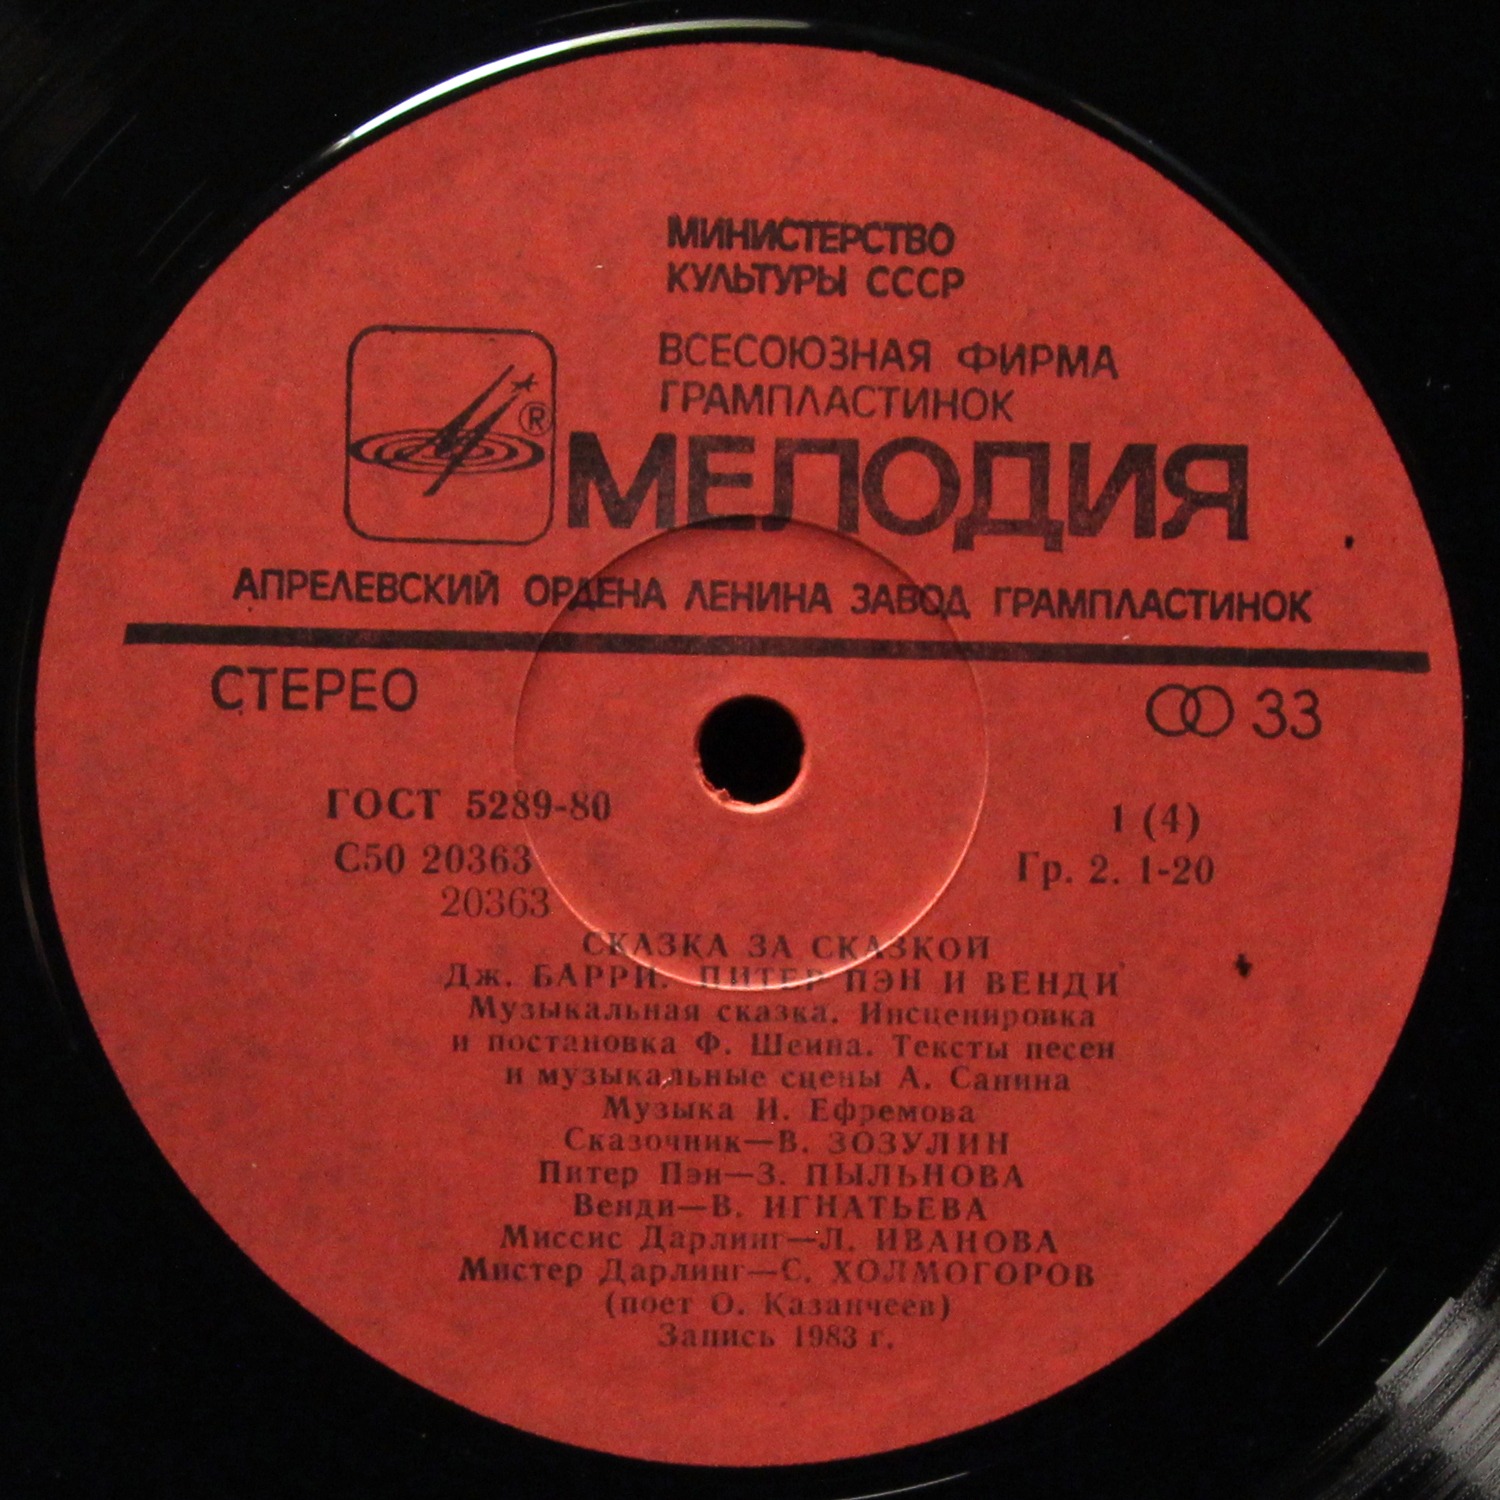 МИНИСТЕРСТВО
КУЛЬТУРЫ СССР
ВСЕСОЮЗНАЯ ФИРМА
ГРАМПЛАСТИНОК
®
МЕЛОДИЯ
АПРЕЛЕВСКИЙ ОРДЕНА ЛЕНИНА ЗАВОД ГРАМПЛАСТИНОК
СТЕРЕО 33
ГОСТ 5289-80 1 (4)
С50 20363 Гр. 2. 1-20
20363
СКАЗКА ЗА СКАЗКОЙ
Дж. БАРРИ. ПИТЕР ПЭН И ВЕНДИ
Музыкальная сказка. Инсценировка
и постановка Ф. Шеина. Тексты песен
и музыкальные сцены А. Санина
Музыка И. Ефремова
Сказочник—В. ЗОЗУЛИН
Питер Пэн—З. ПЫЛЬНОВА
Венди—В. ИГНАТЬЕВА
Миссис Дарлинг—Л. ИВАНОВА
Мистер Дарлинг—С. ХОЛМОГОРОВ
(поет О. Казанчеев)
Запись 1983 г.